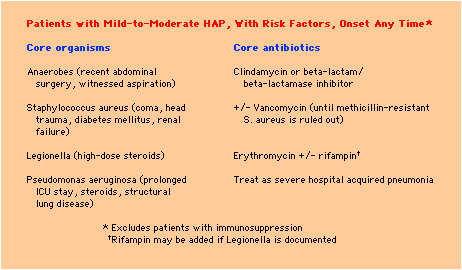 Patients with Mild-to-Moderate HAP, With Risk Factors, Onset Any Time*
Core organisms Core antibiotics
Anaerobes (recent abdominal Clindamycin or beta-lactam/
surgery, witnessed aspiration) beta-lactamase inhibitor
Staphylococcus aureus (coma, head +/- Vancomycin (until methicillin-resistant
trauma, diabetes mellitus, renal S. aureus is ruled out)
failure)
Legionella (high-dose steroids) Erythromycin +/- rifampin†
Pseudomonas aeruginosa (prolonged Treat as severe hospital acquired pneumonia
ICU stay, steroids, structural
lung disease)
* Excludes patients with immunosuppression
†Rifampin may be added if Legionella is documented